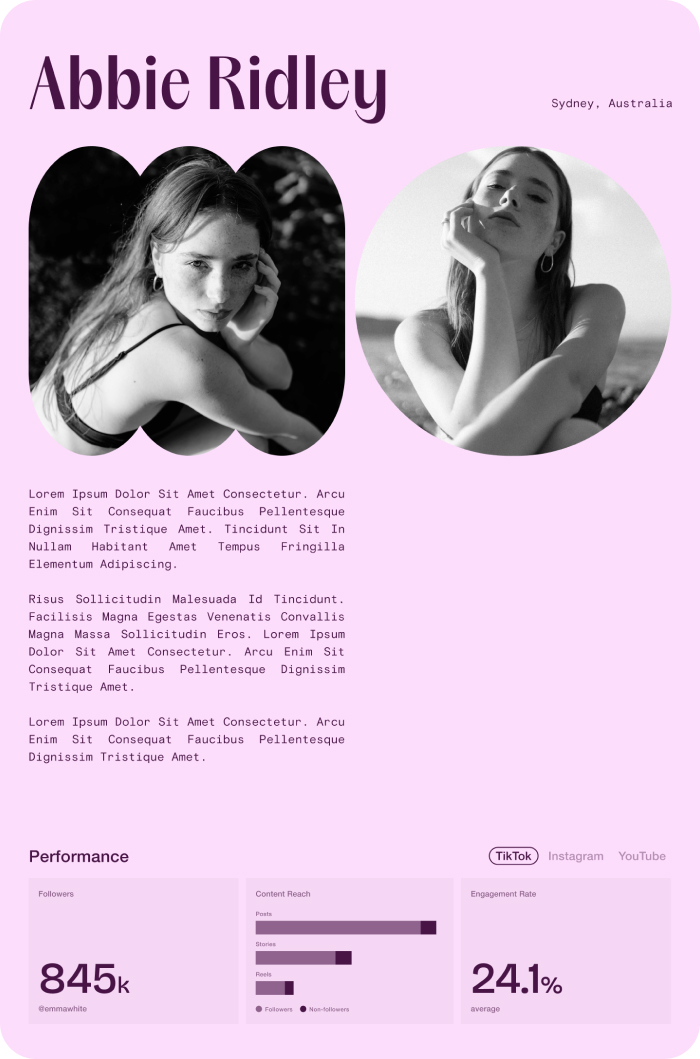 Abbie Ridley
Sydney, Australia
Lorem Ipsum Dolor Sit Amet Consectetur. Arcu
Enim Sit Consequat Faucibus Pellentesque
Dignissim Tristique Amet. Tincidunt Sit In
Nullam Habitant Amet Tempus Fringilla
Elementum Adipiscing.
Risus Sollicitudin Malesuada Id Tincidunt.
Facilisis Magna Egestas Venenatis Convallis
Magna Massa Sollicitudin Eros. Lorem Ipsum
Dolor Sit Amet Consectetur. Arcu Enim Sit
Consequat Faucibus Pellentesque Dignissim
Tristique Amet.
Lorem Ipsum Dolor Sit Amet Consectetur. Arcu
Enim Sit Consequat Faucibus Pellentesque
Dignissim Tristique Amet.
Performance
TikTok Instagram YouTube
Followers
845k
@emmawhite
Content Reach
Posts
Stories
Reels
Followers Non-followers
Engagement Rate
24.1%
average